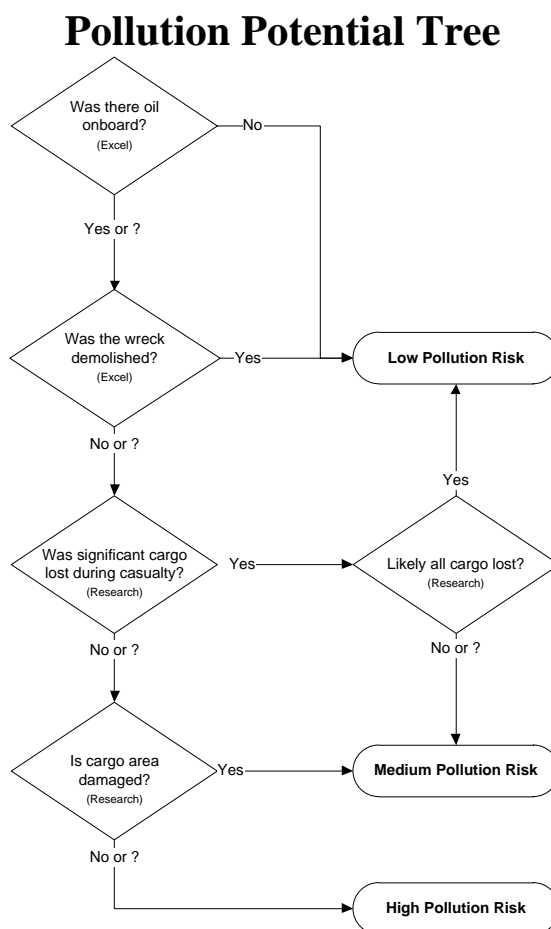 Pollution Potential Tree
Was there oil
onboard?
(Excel)
No
Yes or ?
Was the wreck
demolished?
(Excel)
Yes
Low Pollution Risk
No or ?
Yes
Was significant cargo
lost during casualty?
(Research)
Yes
Likely all cargo lost?
(Research)
No or ?
No or ?
Is cargo area
damaged?
(Research)
Yes
Medium Pollution Risk
No or ?
High Pollution Risk